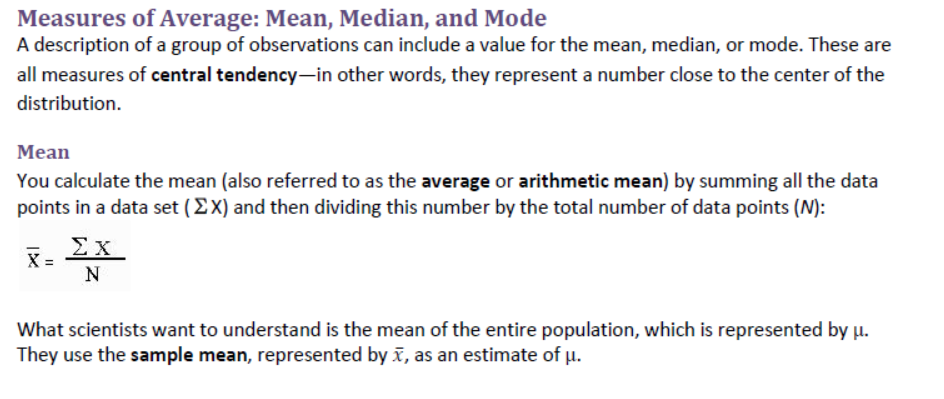 Measures of Average: Mean, Median, and Mode
A description of a group of observations can include a value for the mean, median, or mode. These are
all measures of central tendency—in other words, they represent a number close to the center of the
distribution.
Mean
You calculate the mean (also referred to as the average or arithmetic mean) by summing all the data
points in a data set (ΣX) and then dividing this number by the total number of data points (N):
x̄ = Σ X
N
What scientists want to understand is the mean of the entire population, which is represented by µ.
They use the sample mean, represented by x̄, as an estimate of µ.